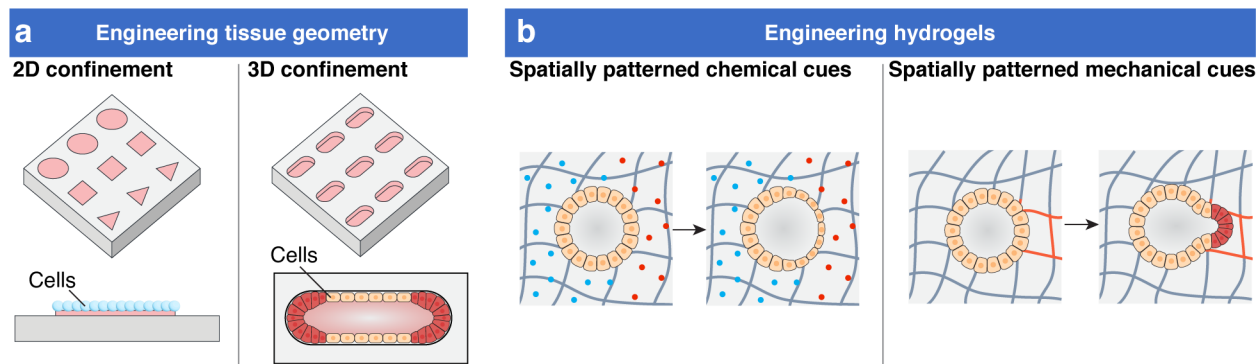 a Engineering tissue geometry
2D confinement
3D confinement
Cells
Cells
b Engineering hydrogels
Spatially patterned chemical cues
Spatially patterned mechanical cues